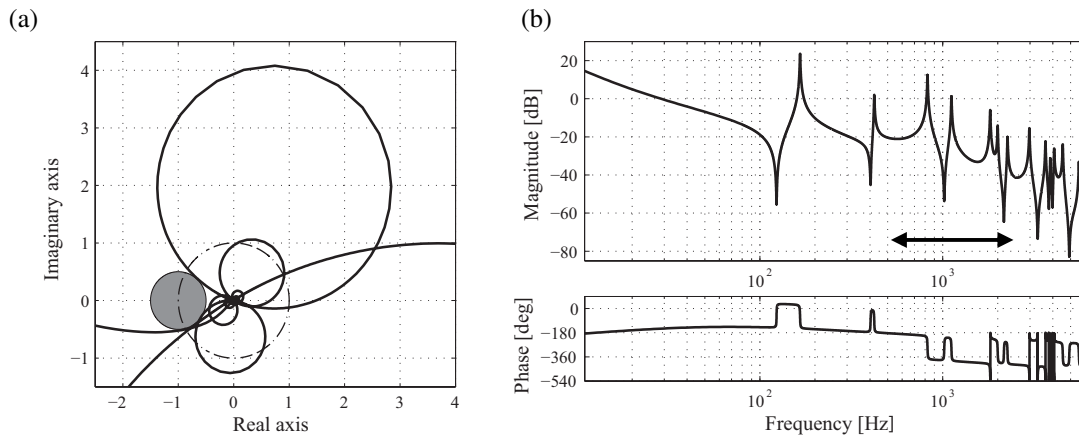 (a)
4
3
2
1
0
−1
Imaginary axis
−2 −1 0 1 2 3 4
Real axis
(b)
20
0
−20
−40
−60
−80
Magnitude [dB]
10² 10³
0
−180
−360
−540
Phase [deg]
10² 10³
Frequency [Hz]